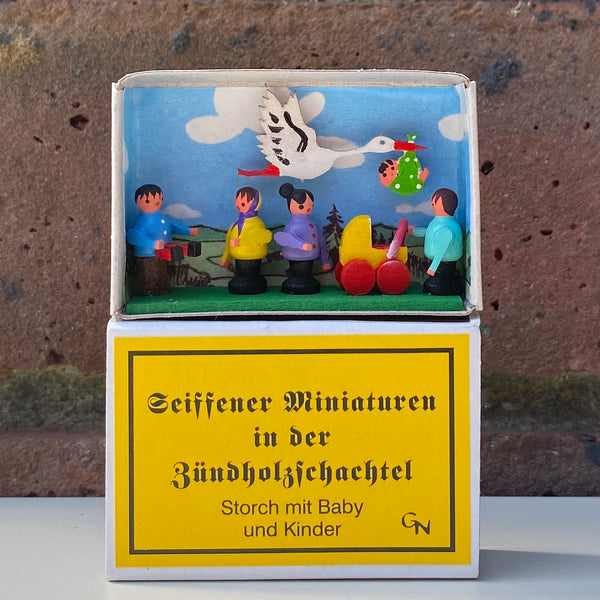 Seiffener Miniaturen
in der
Zündholzſchachtel
Storch mit Baby
und Kinder
GN